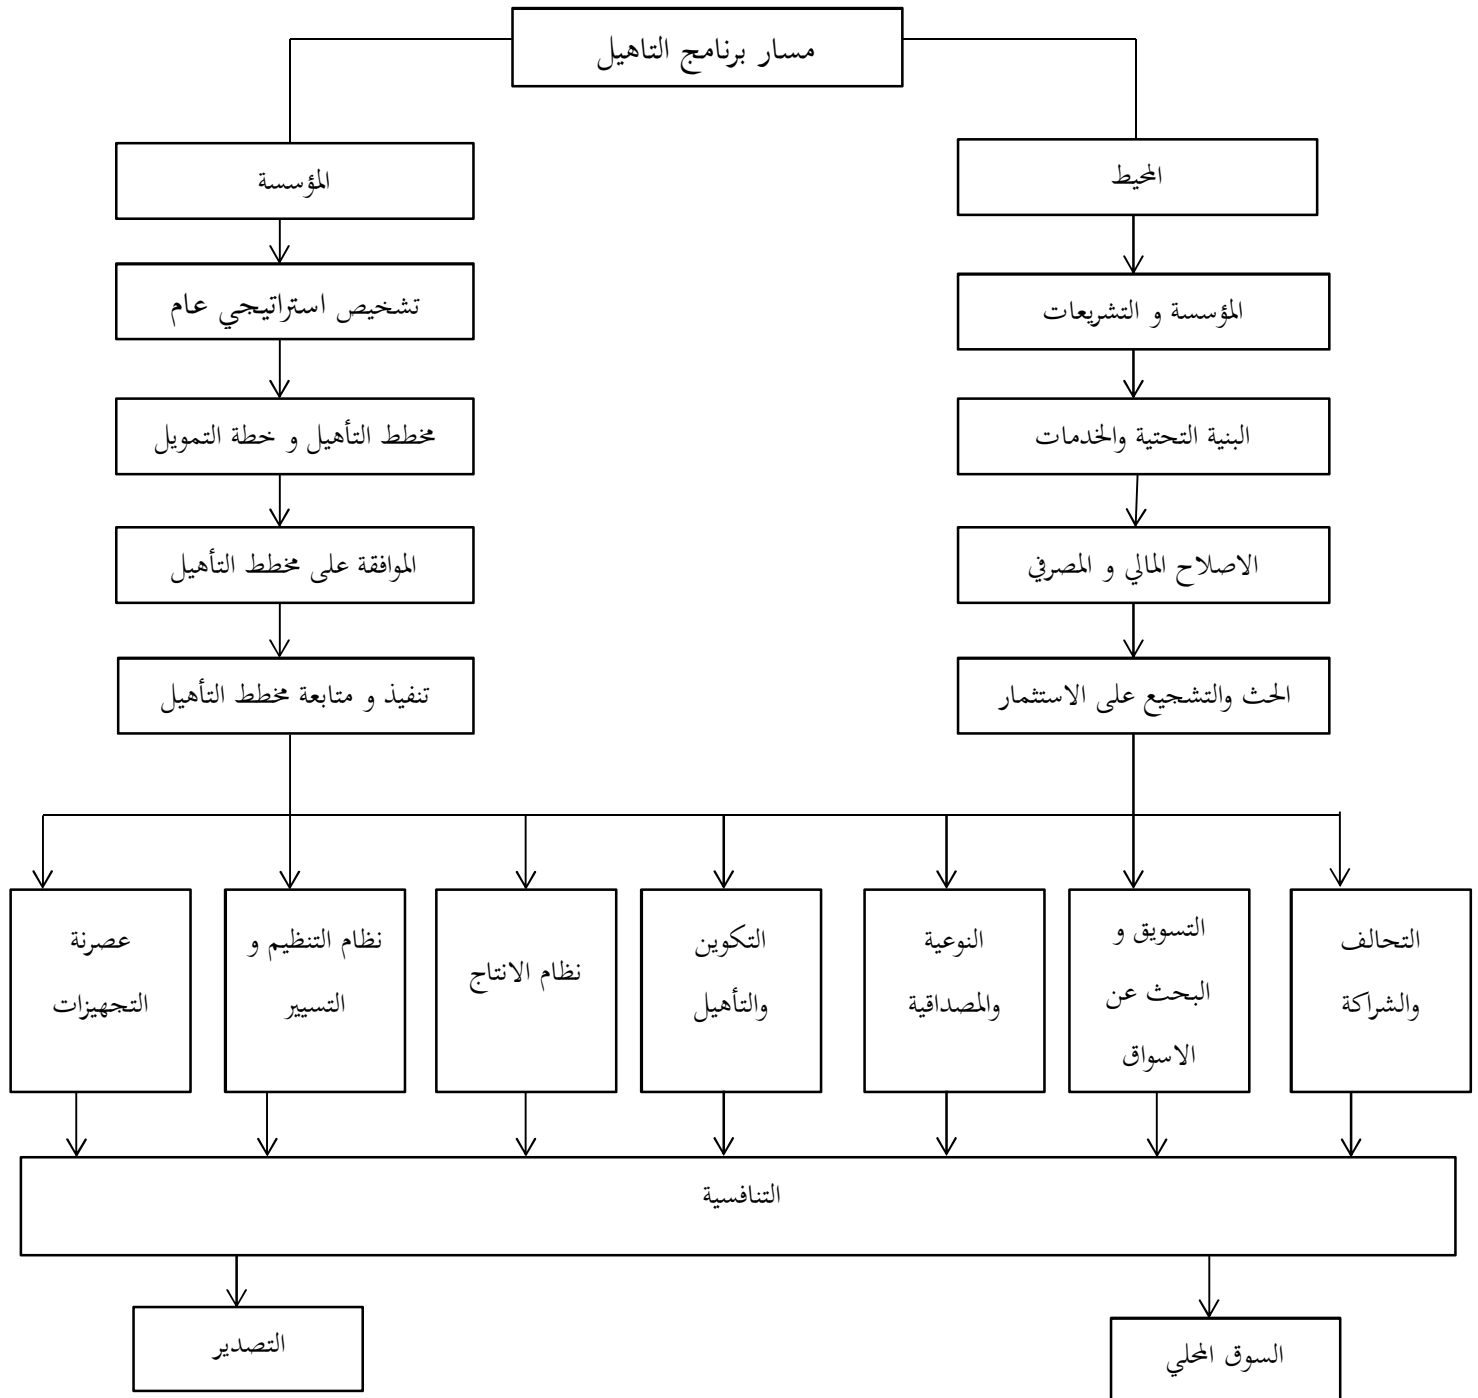 مسار برنامج التاهيل
المحيط
المؤسسة
المؤسسة و التشريعات
تشخيص استراتيجي عام
البنية التحتية والخدمات
مخطط التأهيل و خطة التمويل
الاصلاح المالي و المصرفي
الموافقة على مخطط التأهيل
الحث والتشجيع على الاستثمار
تنفيذ و متابعة مخطط التأهيل
التحالف
والشراكة
التسويق و
البحث عن
الاسواق
النوعية
والمصداقية
التكوين
والتأهيل
نظام الانتاج
نظام التنظيم و
التسيير
عصرنة
التجهيزات
التنافسية
السوق المحلي
التصدير